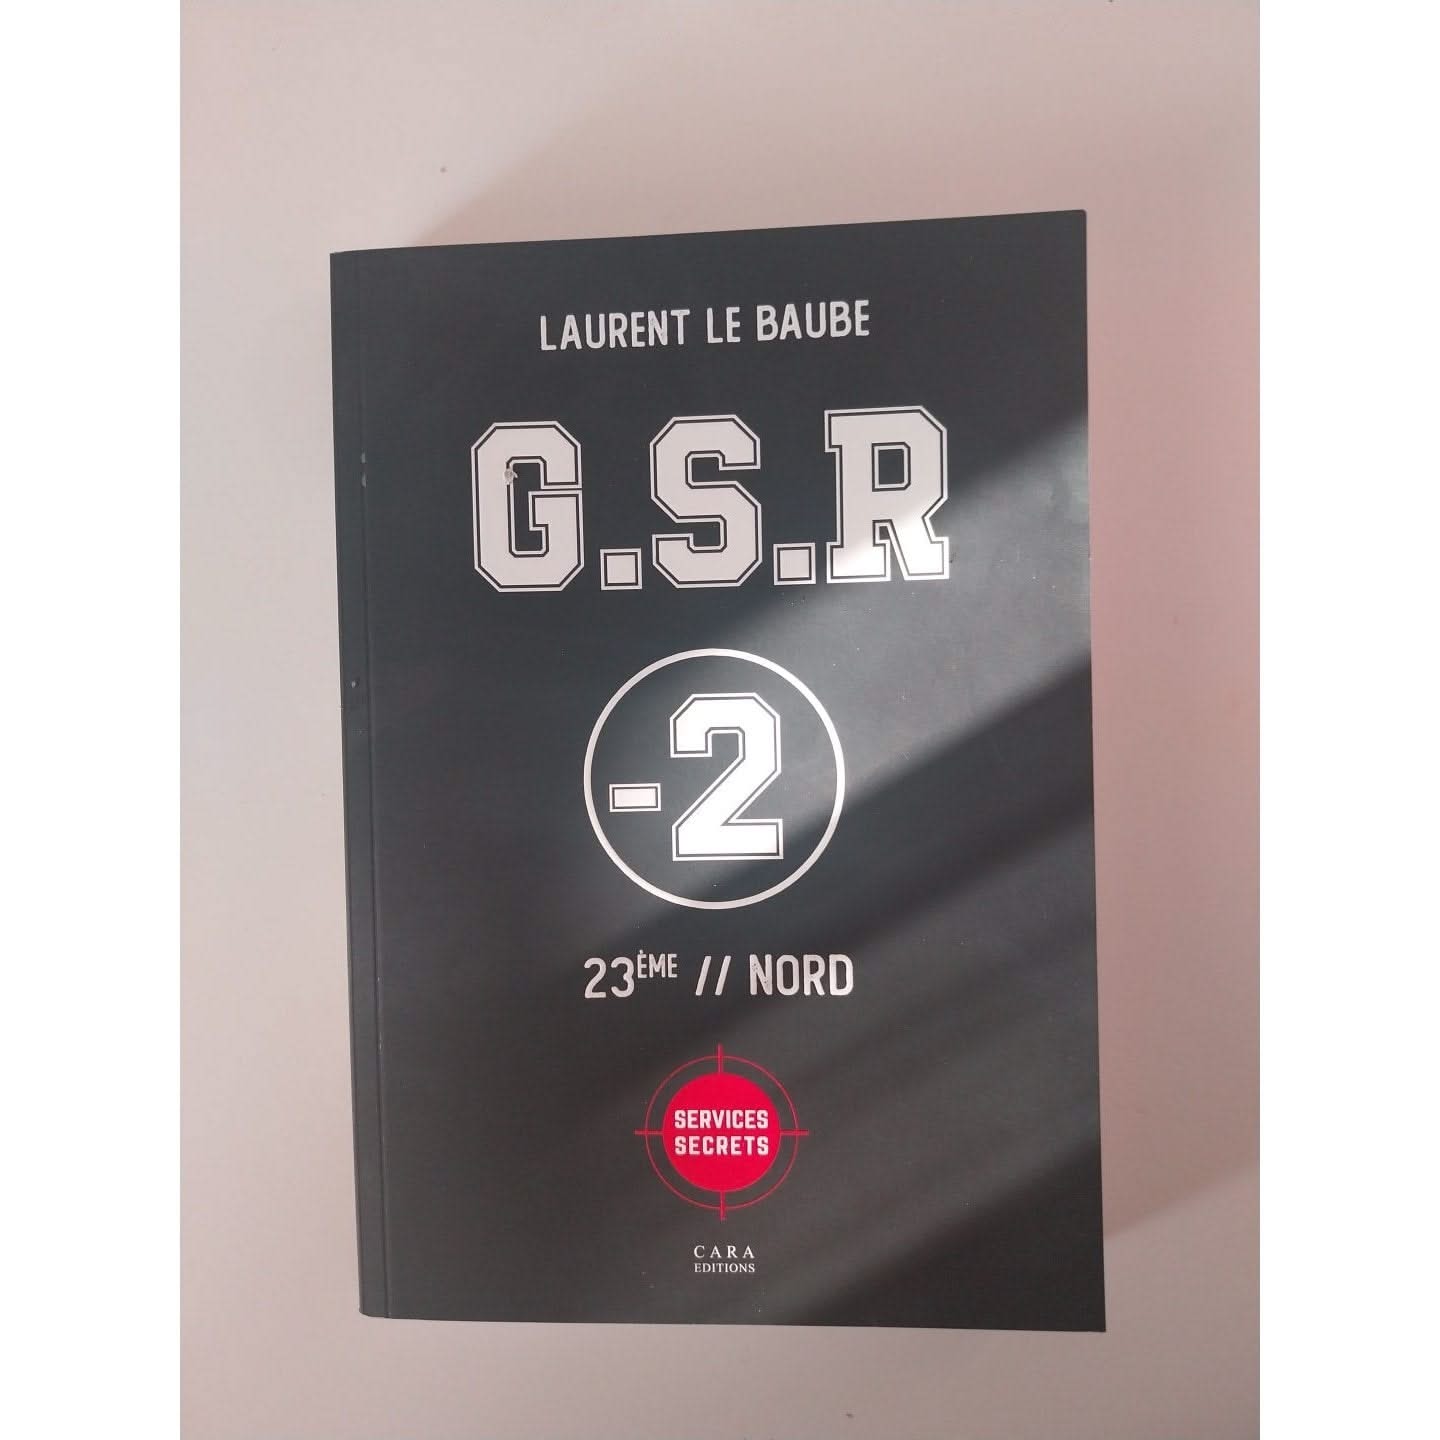 LAURENT LE BAUBE
G.S.R
-2
23ÈME // NORD
SERVICES
SECRETS
CARA
EDITIONS